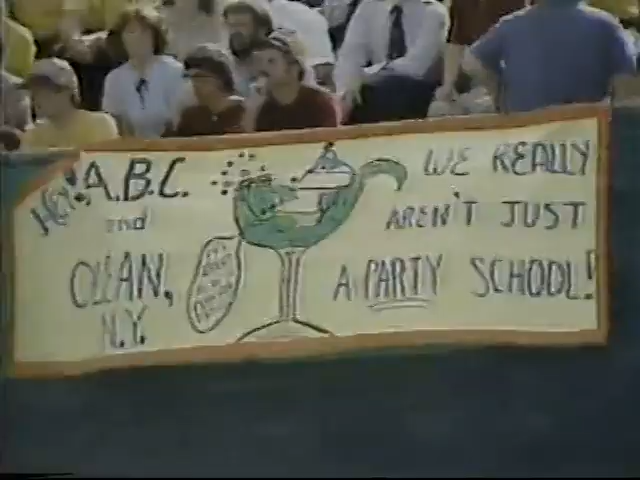 HEY! A.B.C.
and
OLEAN,
N.Y.
WE REALLY
AREN'T JUST
A PARTY SCHOOL!